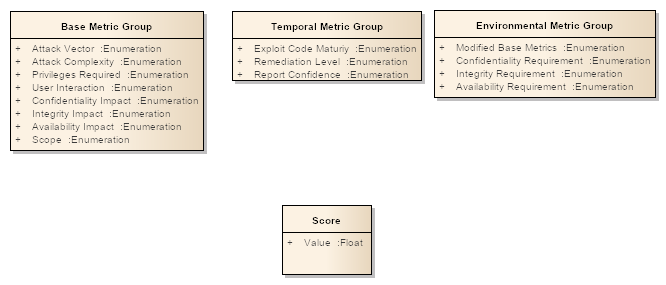 Base Metric Group
+ Attack Vector :Enumeration
+ Attack Complexity :Enumeration
+ Privileges Required :Enumeration
+ User Interaction :Enumeration
+ Confidentiality Impact :Enumeration
+ Integrity Impact :Enumeration
+ Availability Impact :Enumeration
+ Scope :Enumeration
Temporal Metric Group
+ Exploit Code Maturiy :Enumeration
+ Remediation Level :Enumeration
+ Report Confidence :Enumeration
Environmental Metric Group
+ Modified Base Metrics :Enumeration
+ Confidentiality Requirement :Enumeration
+ Integrity Requirement :Enumeration
+ Availability Requirement :Enumeration
Score
+ Value :Float